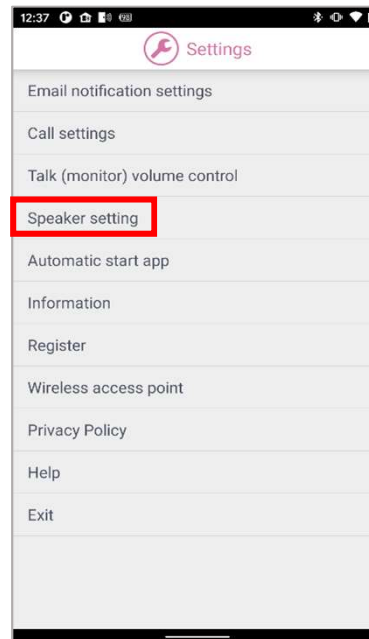 12:37
Settings
Email notification settings
Call settings
Talk (monitor) volume control
Speaker setting
Automatic start app
Information
Register
Wireless access point
Privacy Policy
Help
Exit